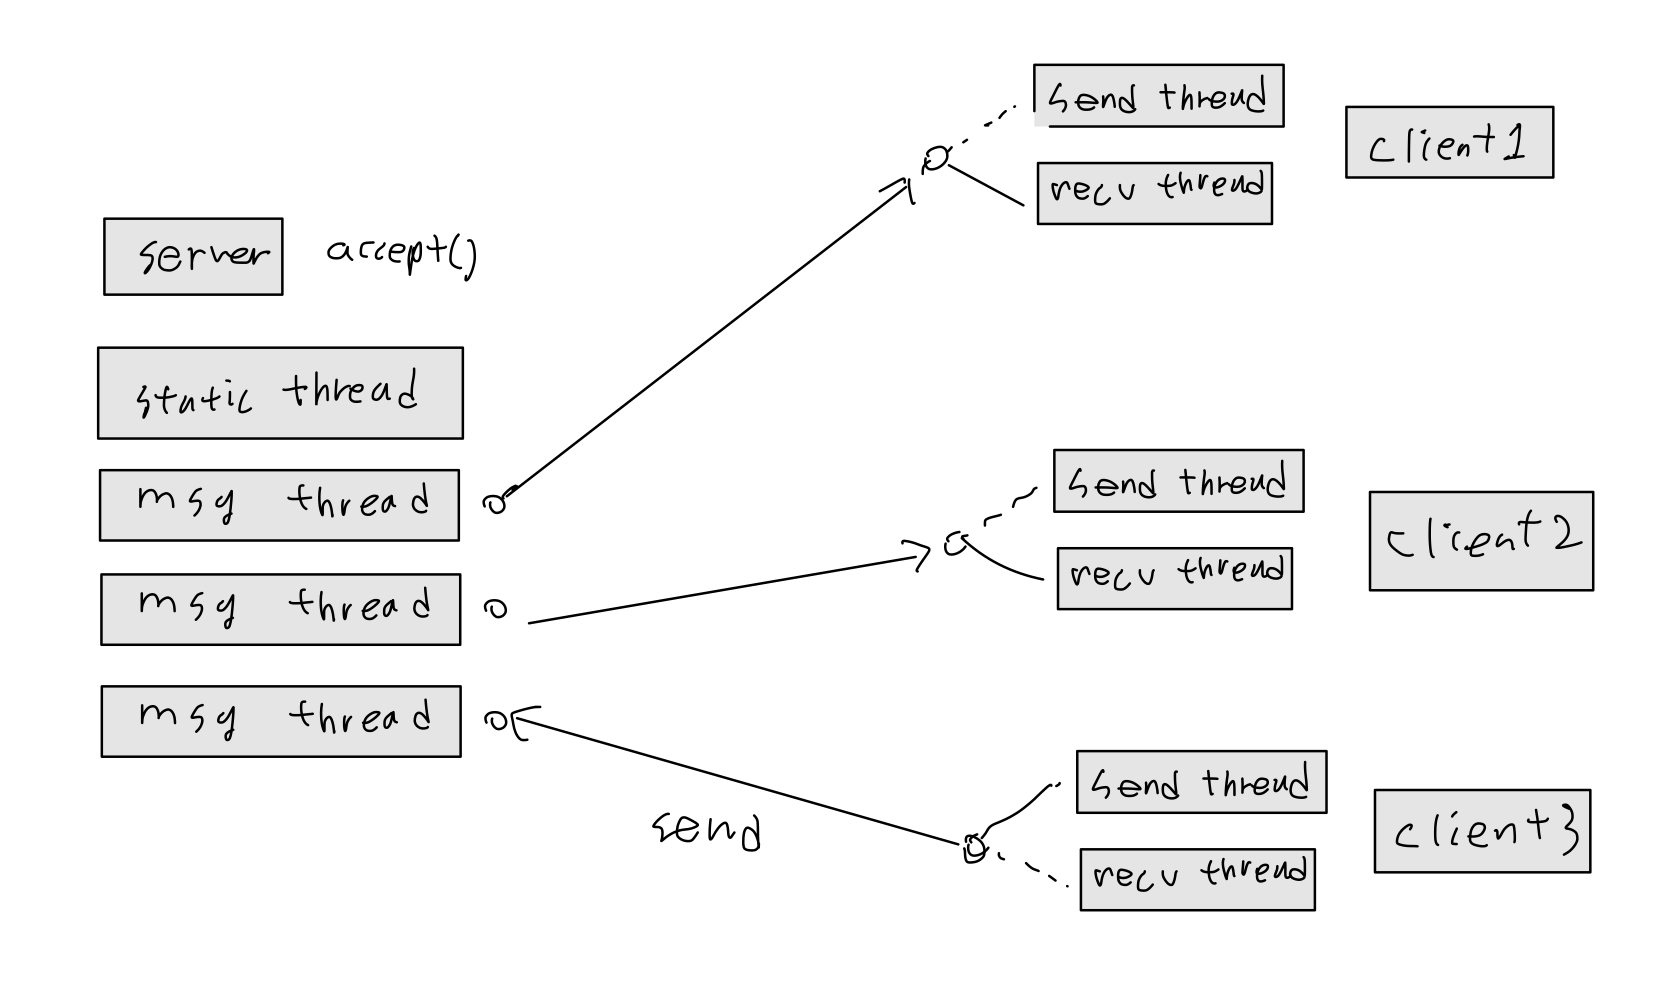 send thread
client1
recv thread
server accept()
static thread
msg thread
send thread
client2
recv thread
msg thread
msg thread
send thread
client3
send
recv thread